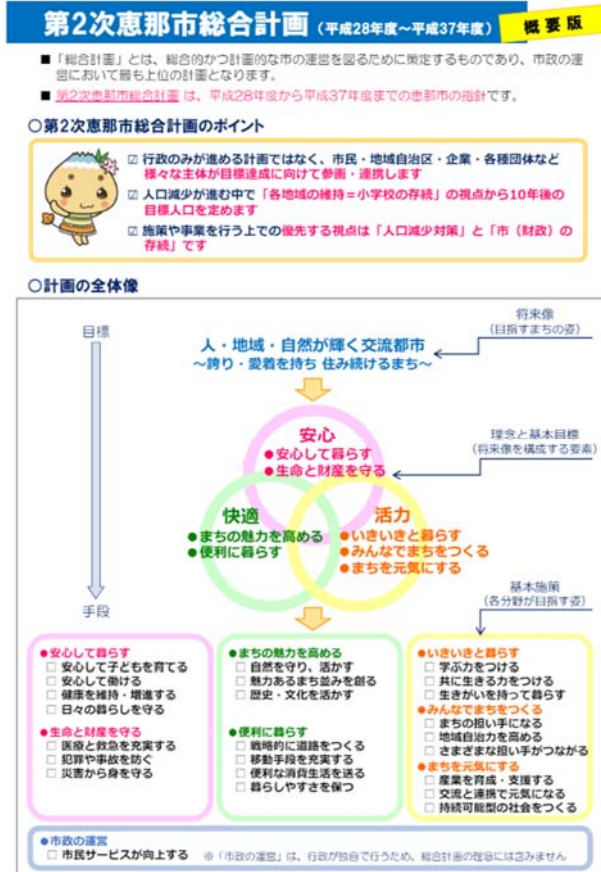 第2次恵那市総合計画（平成28年度～平成37年度）
概要版
■「総合計画」とは、総合的かつ計画的な市の運営を図るために策定するものであり、市政の運
営において最も上位の計画となります。
■ 第2次恵那市総合計画 は、平成28年度から平成37年度までの恵那市の指針です。
○第2次恵那市総合計画のポイント
☑ 行政のみが進める計画ではなく、市民・地域自治区・企業・各種団体など
様々な主体が目標達成に向けて参画・連携します
☑ 人口減少が進む中で「各地域の維持＝小学校の存続」の視点から10年後の
目標人口を定めます
☑ 施策や事業を行う上での優先する視点は「人口減少対策」と「市（財政）の
存続」です
○計画の全体像
目標
手段
人・地域・自然が輝く交流都市
～誇り・愛着を持ち 住み続けるまち～
将来像
（目指すまちの姿）
安心
●安心して暮らす
●生命と財産を守る
理念と基本目標
（将来像を構成する要素）
快適
●まちの魅力を高める
●便利に暮らす
活力
●いきいきと暮らす
●みんなでまちをつくる
●まちを元気にする
基本施策
（各分野が目指す姿）
●安心して暮らす
□ 安心して子どもを育てる
□ 安心して働ける
□ 健康を維持・増進する
□ 日々の暮らしを守る
●生命と財産を守る
□ 医療と救急を充実する
□ 犯罪や事故を防ぐ
□ 災害から身を守る
●まちの魅力を高める
□ 自然を守り、活かす
□ 魅力あるまち並みを創る
□ 歴史・文化を活かす
●便利に暮らす
□ 戦略的に道路をつくる
□ 移動手段を充実する
□ 便利な消費生活を送る
□ 暮らしやすさを保つ
●いきいきと暮らす
□ 学ぶ力をつける
□ 共に生きる力をつける
□ 生きがいを持って暮らす
●みんなでまちをつくる
□ まちの担い手になる
□ 地域自治力を高める
□ さまざまな担い手がつながる
●まちを元気にする
□ 産業を育成・支援する
□ 交流と連携で元気になる
□ 持続可能型の社会をつくる
●市政の運営
□ 市民サービスが向上する ※「市政の運営」は、行政が独自で行うため、総合計画の理念には含みません